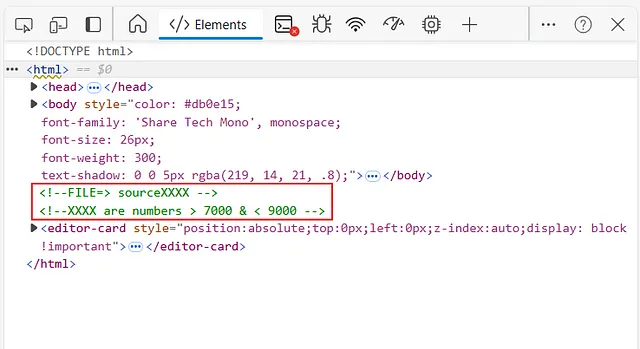 Elements
<!DOCTYPE html>
<html> == $0
<head></head>
<body style="color: #db0e15;
font-family: 'Share Tech Mono', monospace;
font-size: 26px;
font-weight: 300;
text-shadow: 0 0 5px rgba(219, 14, 21, .8);"></body>
<!--FILE=> sourceXXXX -->
<!--XXXX are numbers > 7000 & < 9000 -->
<editor-card style="position:absolute;top:0px;left:0px;z-index:auto;display: block
!important"></editor-card>
</html>